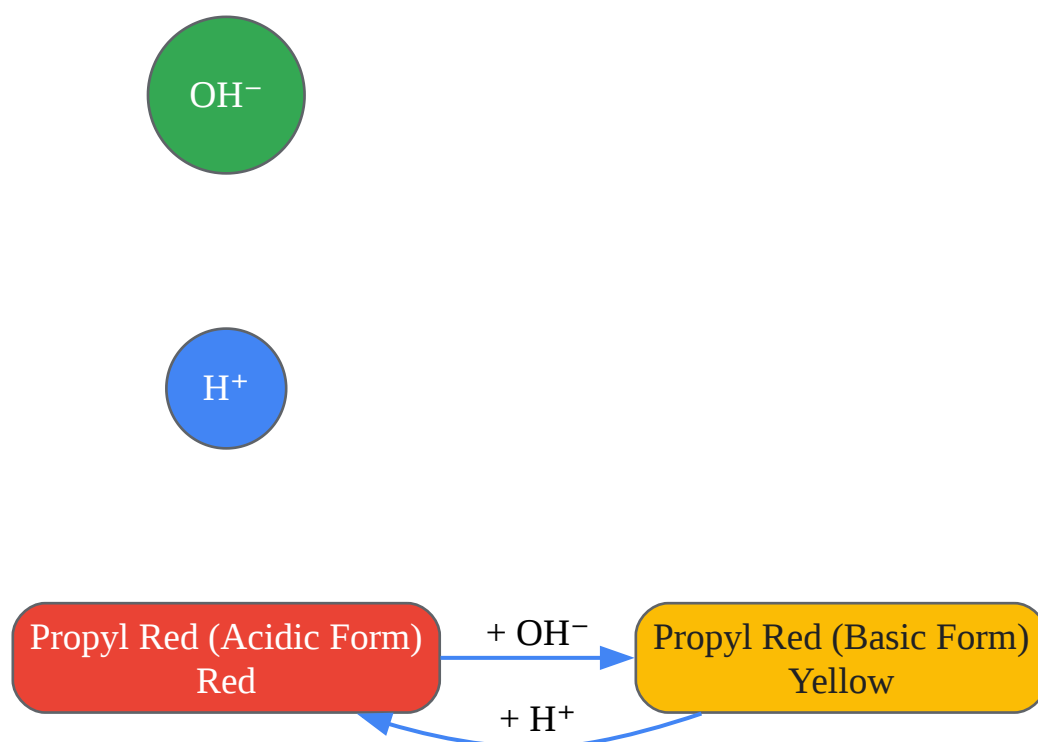 OH⁻
H⁺
Propyl Red (Acidic Form)
Red
+ OH⁻
Propyl Red (Basic Form)
Yellow
+ H⁺